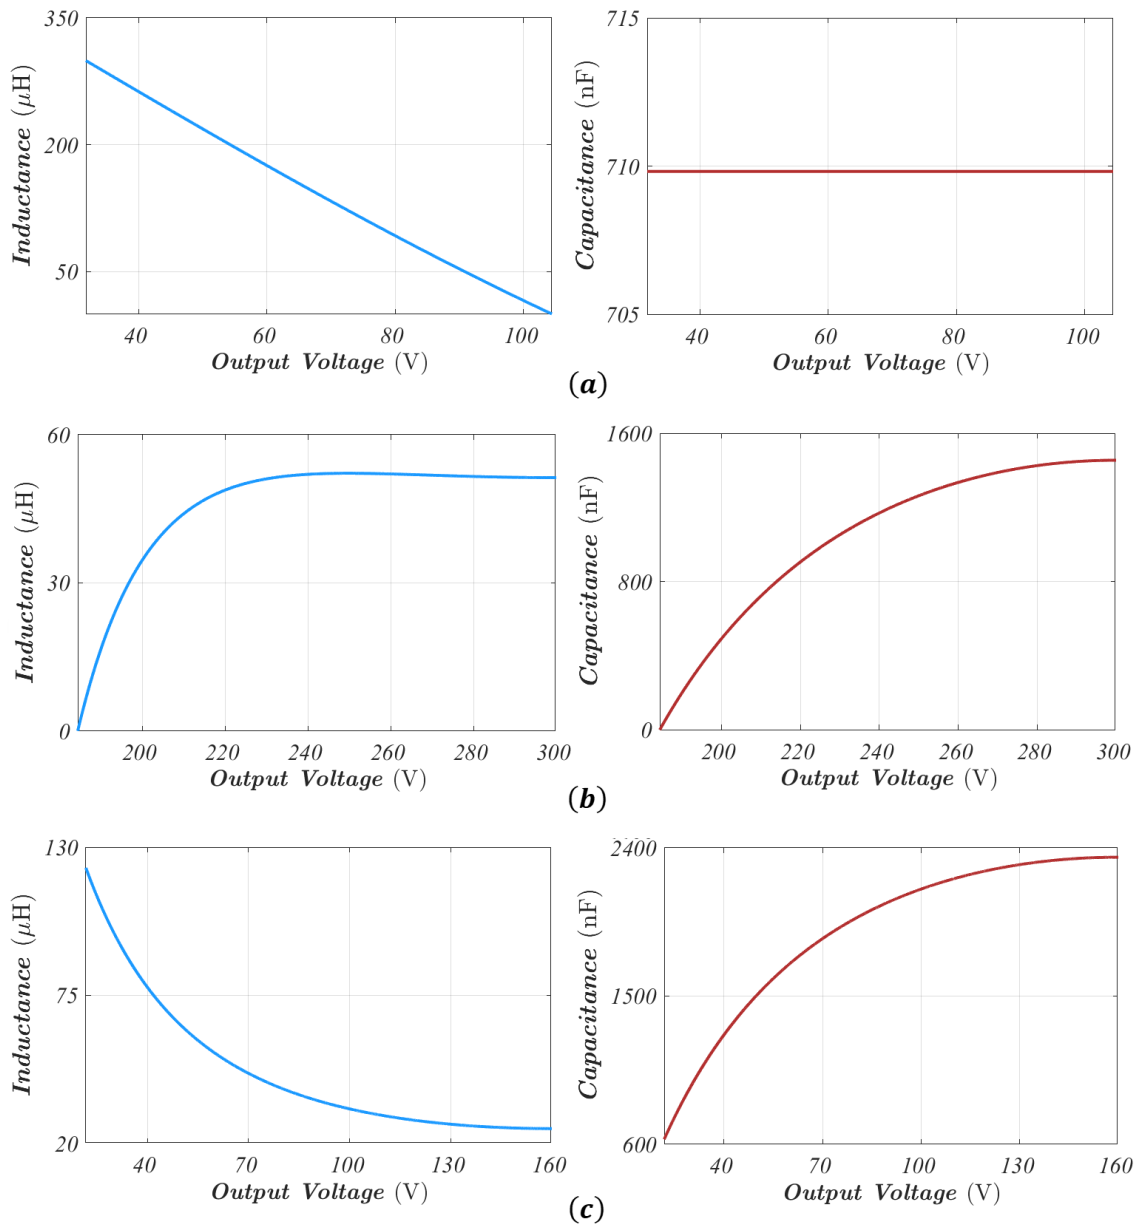 350
200
50
Inductance (μH)
40 60 80 100
Output Voltage (V)
715
710
705
Capacitance (nF)
40 60 80 100
Output Voltage (V)
(a)
60
30
0
Inductance (μH)
200 220 240 260 280 300
Output Voltage (V)
1600
800
0
Capacitance (nF)
200 220 240 260 280 300
Output Voltage (V)
(b)
130
75
20
Inductance (μH)
40 70 100 130 160
Output Voltage (V)
2400
1500
600
Capacitance (nF)
40 70 100 130 160
Output Voltage (V)
(c)